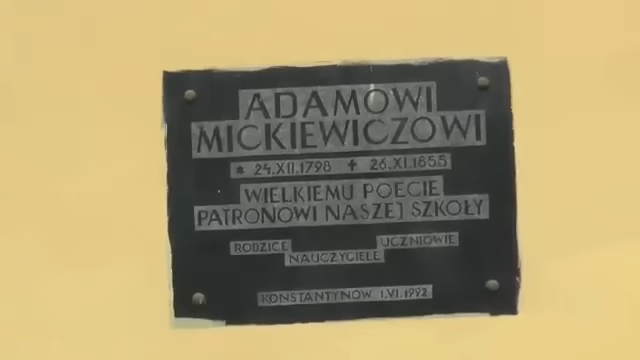 ADAMOWI
MICKIEWICZOWI
* 24.XII.1798 ✝ 26.XI.1855
WIELKIEMU POECIE
PATRONOWI NASZEJ SZKOŁY
RODZICE UCZNIOWIE
NAUCZYCIELE
KONSTANTYNÓW 1.VI.1992